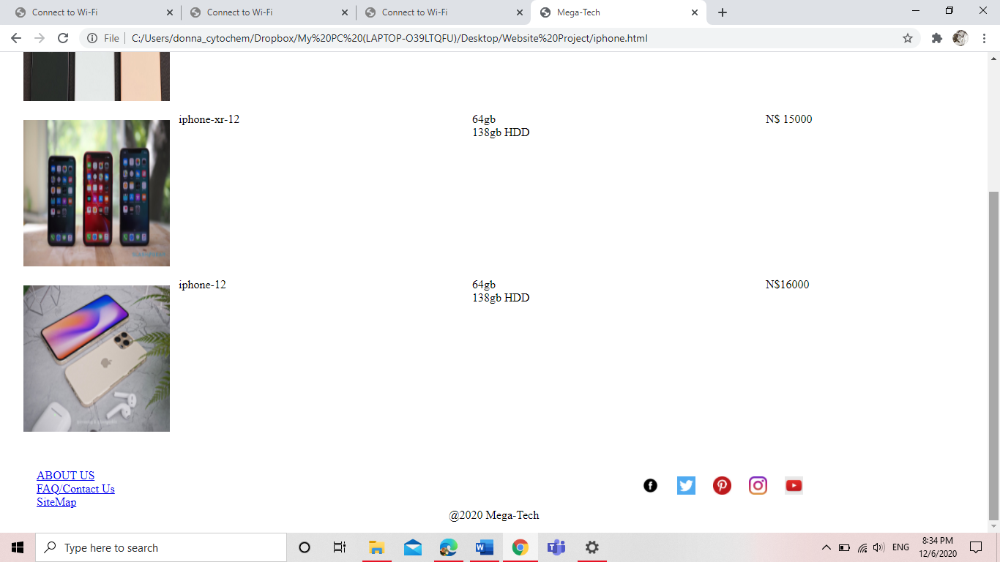 Connect to Wi-Fi
Connect to Wi-Fi
Connect to Wi-Fi
Mega-Tech
File
C:/Users/donna_cytochem/Dropbox/My%20PC%20(LAPTOP-O39LTQFU)/Desktop/Website%20Project/iphone.html
iphone-xr-12 64gb N$ 15000
138gb HDD
iphone-12 64gb N$16000
138gb HDD
ABOUT US
FAQ/Contact Us
SiteMap
@2020 Mega-Tech
Type here to search
ENG
8:34 PM
12/6/2020